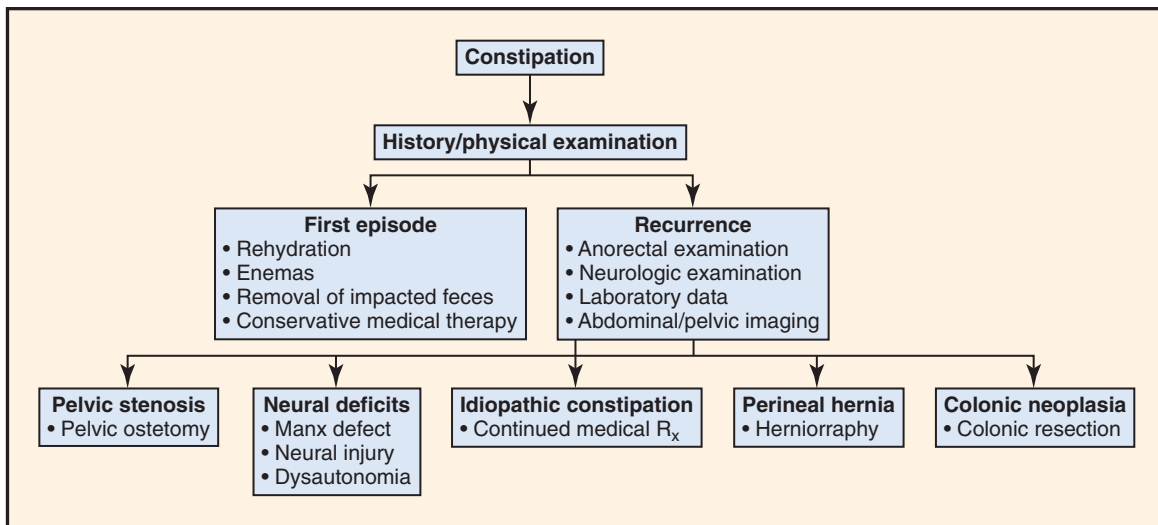 Constipation
History/physical examination
First episode
• Rehydration
• Enemas
• Removal of impacted feces
• Conservative medical therapy
Recurrence
• Anorectal examination
• Neurologic examination
• Laboratory data
• Abdominal/pelvic imaging
Pelvic stenosis
• Pelvic ostetomy
Neural deficits
• Manx defect
• Neural injury
• Dysautonomia
Idiopathic constipation
• Continued medical Rx
Perineal hernia
• Herniorraphy
Colonic neoplasia
• Colonic resection